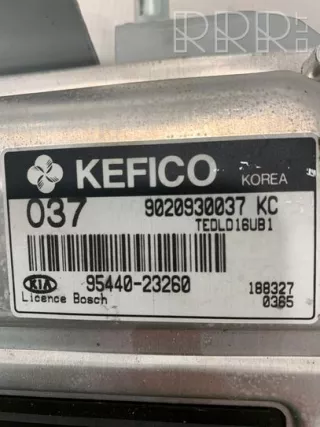 RRR
KEFICO KOREA
037 9020930037 KC
TEDLD16UB1
KIA 95440-23260 188327
Licence Bosch 0365